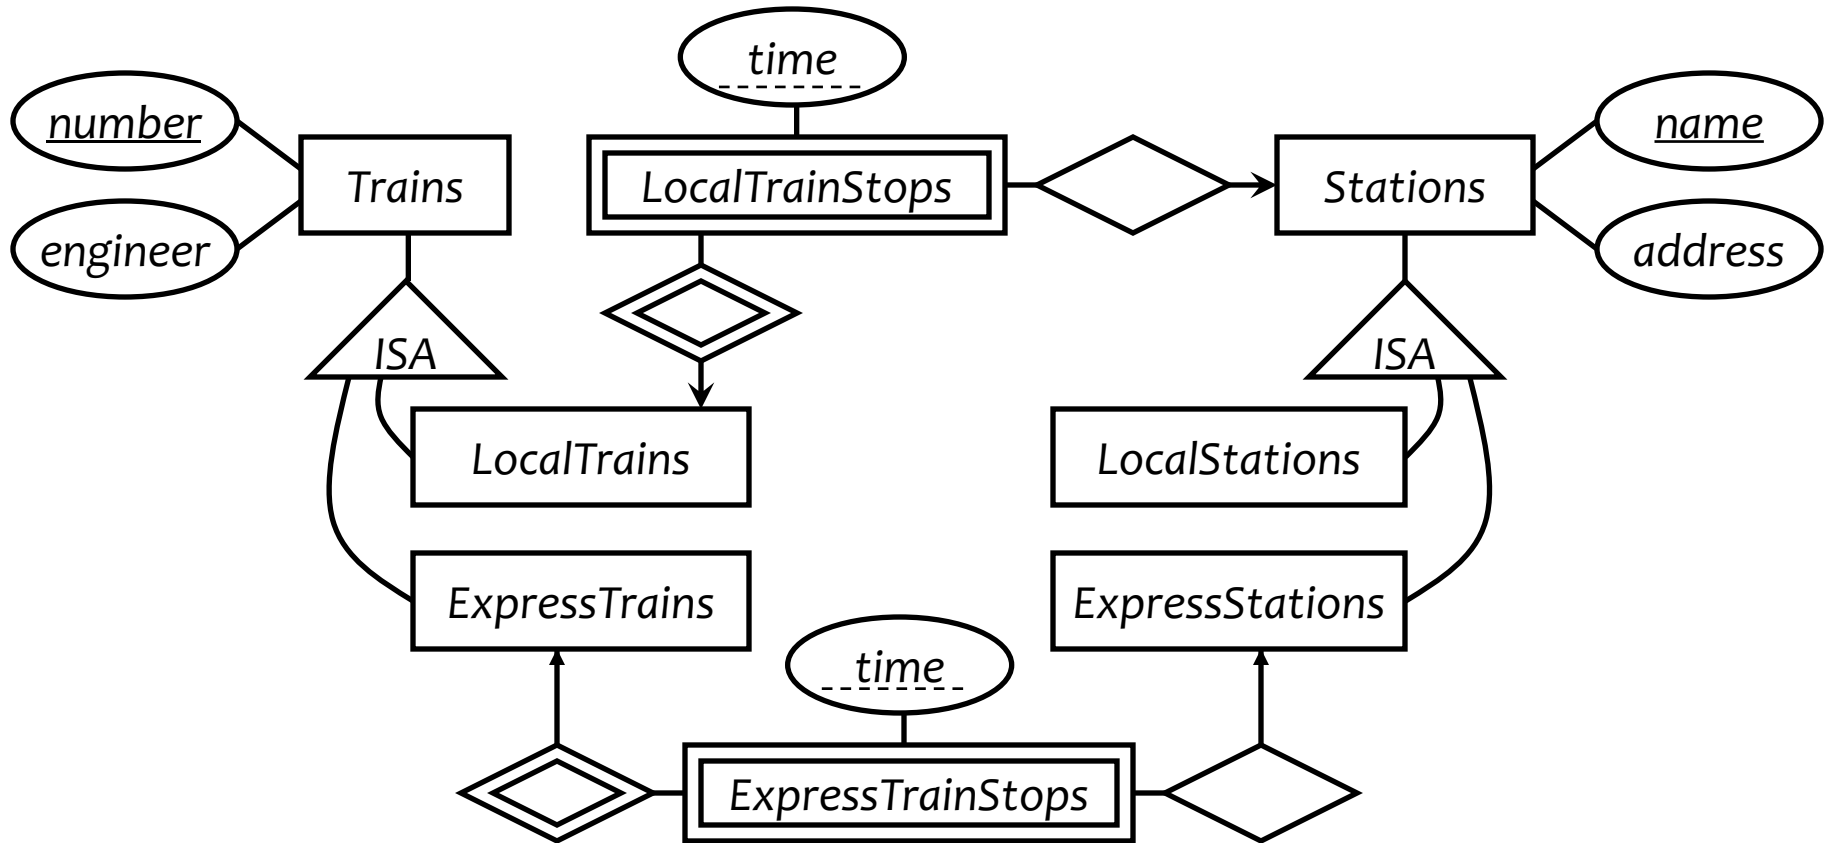 time
number
name
Trains
LocalTrainStops
Stations
engineer
address
ISA
ISA
LocalTrains
LocalStations
ExpressTrains
ExpressStations
time
ExpressTrainStops